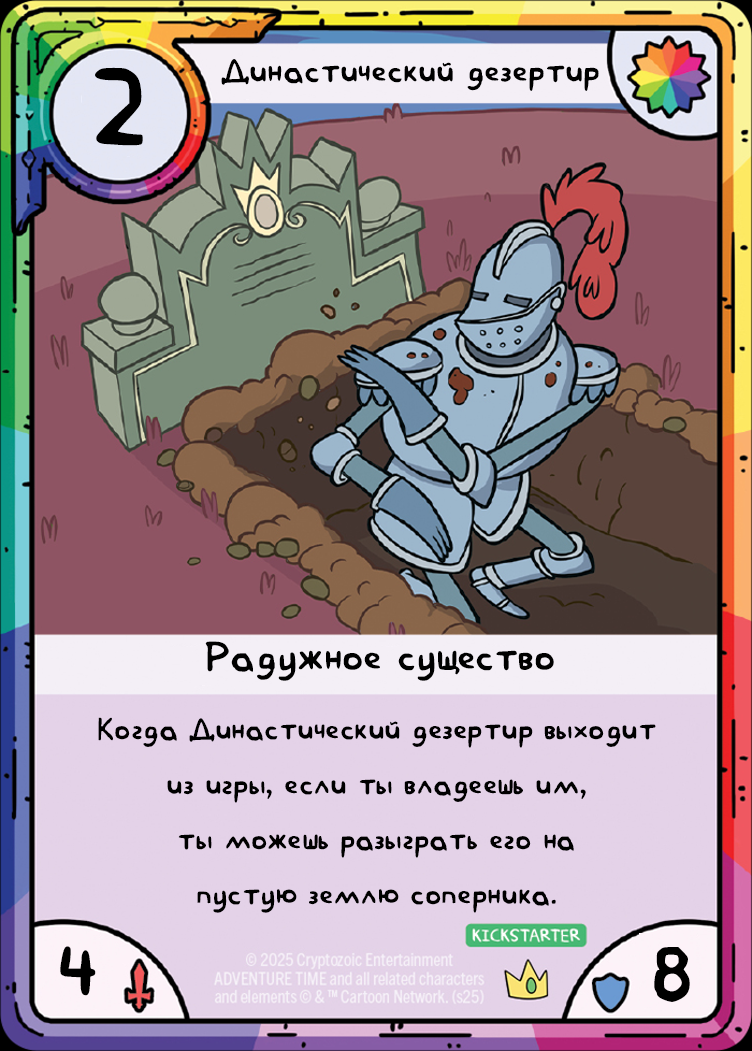 2
Династический дезертир
Радужное существо
Когда Династический дезертир выходит
из игры, если ты владеешь им,
ты можешь разыграть его на
пустую землю соперника.
KICKSTARTER
4
© 2025 Cryptozoic Entertainment
ADVENTURE TIME and all related characters
and elements © & ™ Cartoon Network. (s25)
8